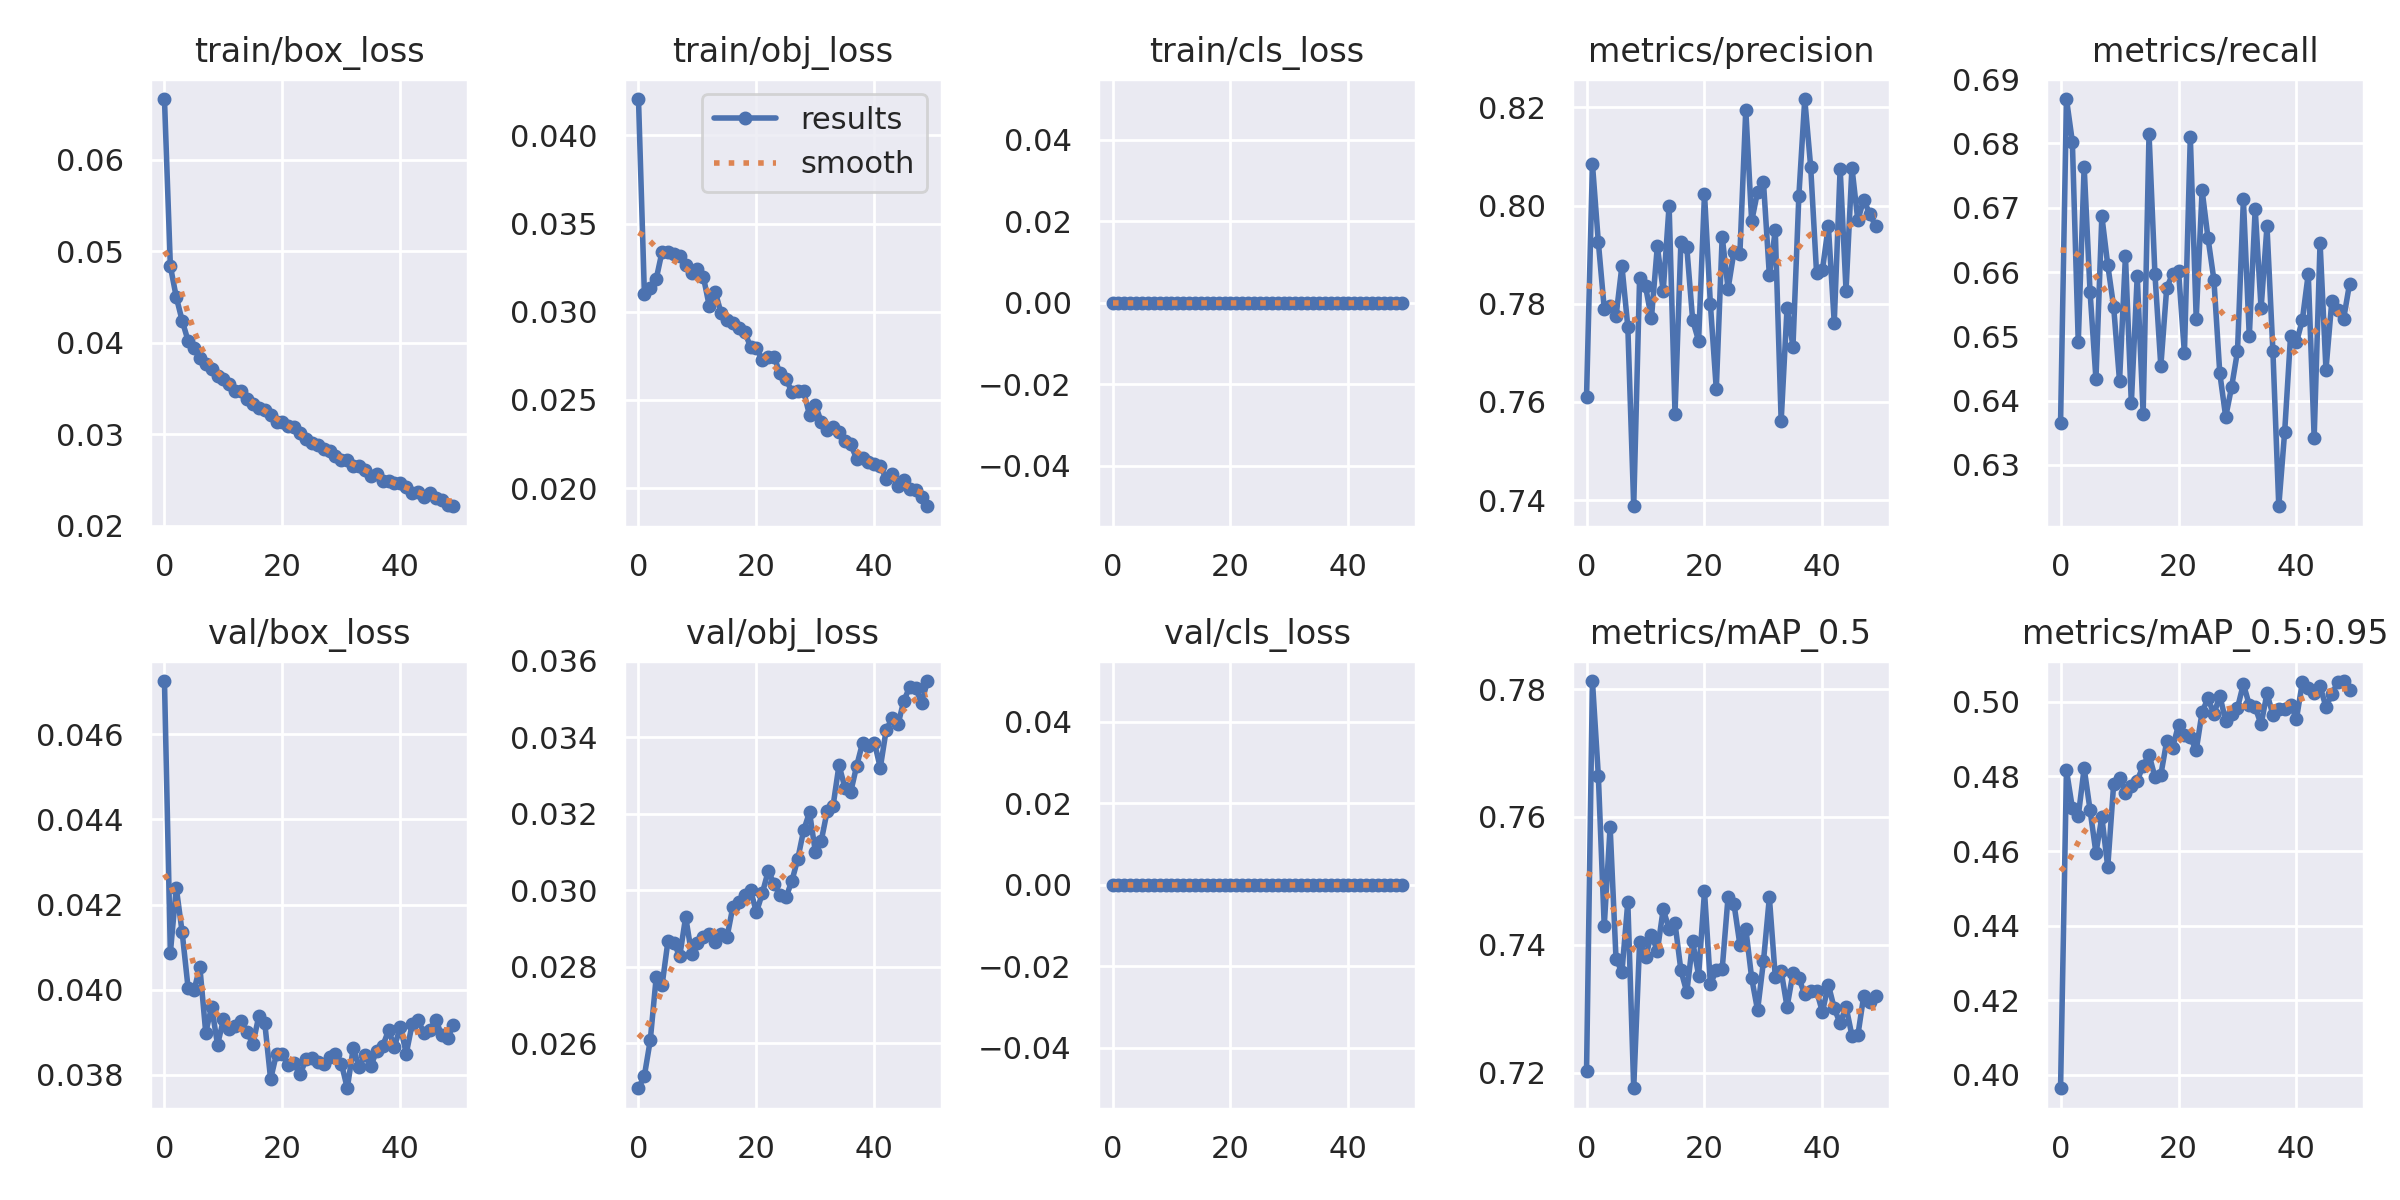 train/box_loss
0.06
0.05
0.04
0.03
0.02
0 20 40
train/obj_loss
results
smooth
0.040
0.035
0.030
0.025
0.020
0 20 40
train/cls_loss
0.04
0.02
0.00
−0.02
−0.04
0 20 40
metrics/precision
0.82
0.80
0.78
0.76
0.74
0 20 40
metrics/recall
0.69
0.68
0.67
0.66
0.65
0.64
0.63
0 20 40
val/box_loss
0.046
0.044
0.042
0.040
0.038
0 20 40
val/obj_loss
0.036
0.034
0.032
0.030
0.028
0.026
0 20 40
val/cls_loss
0.04
0.02
0.00
−0.02
−0.04
0 20 40
metrics/mAP_0.5
0.78
0.76
0.74
0.72
0 20 40
metrics/mAP_0.5:0.95
0.50
0.48
0.46
0.44
0.42
0.40
0 20 40